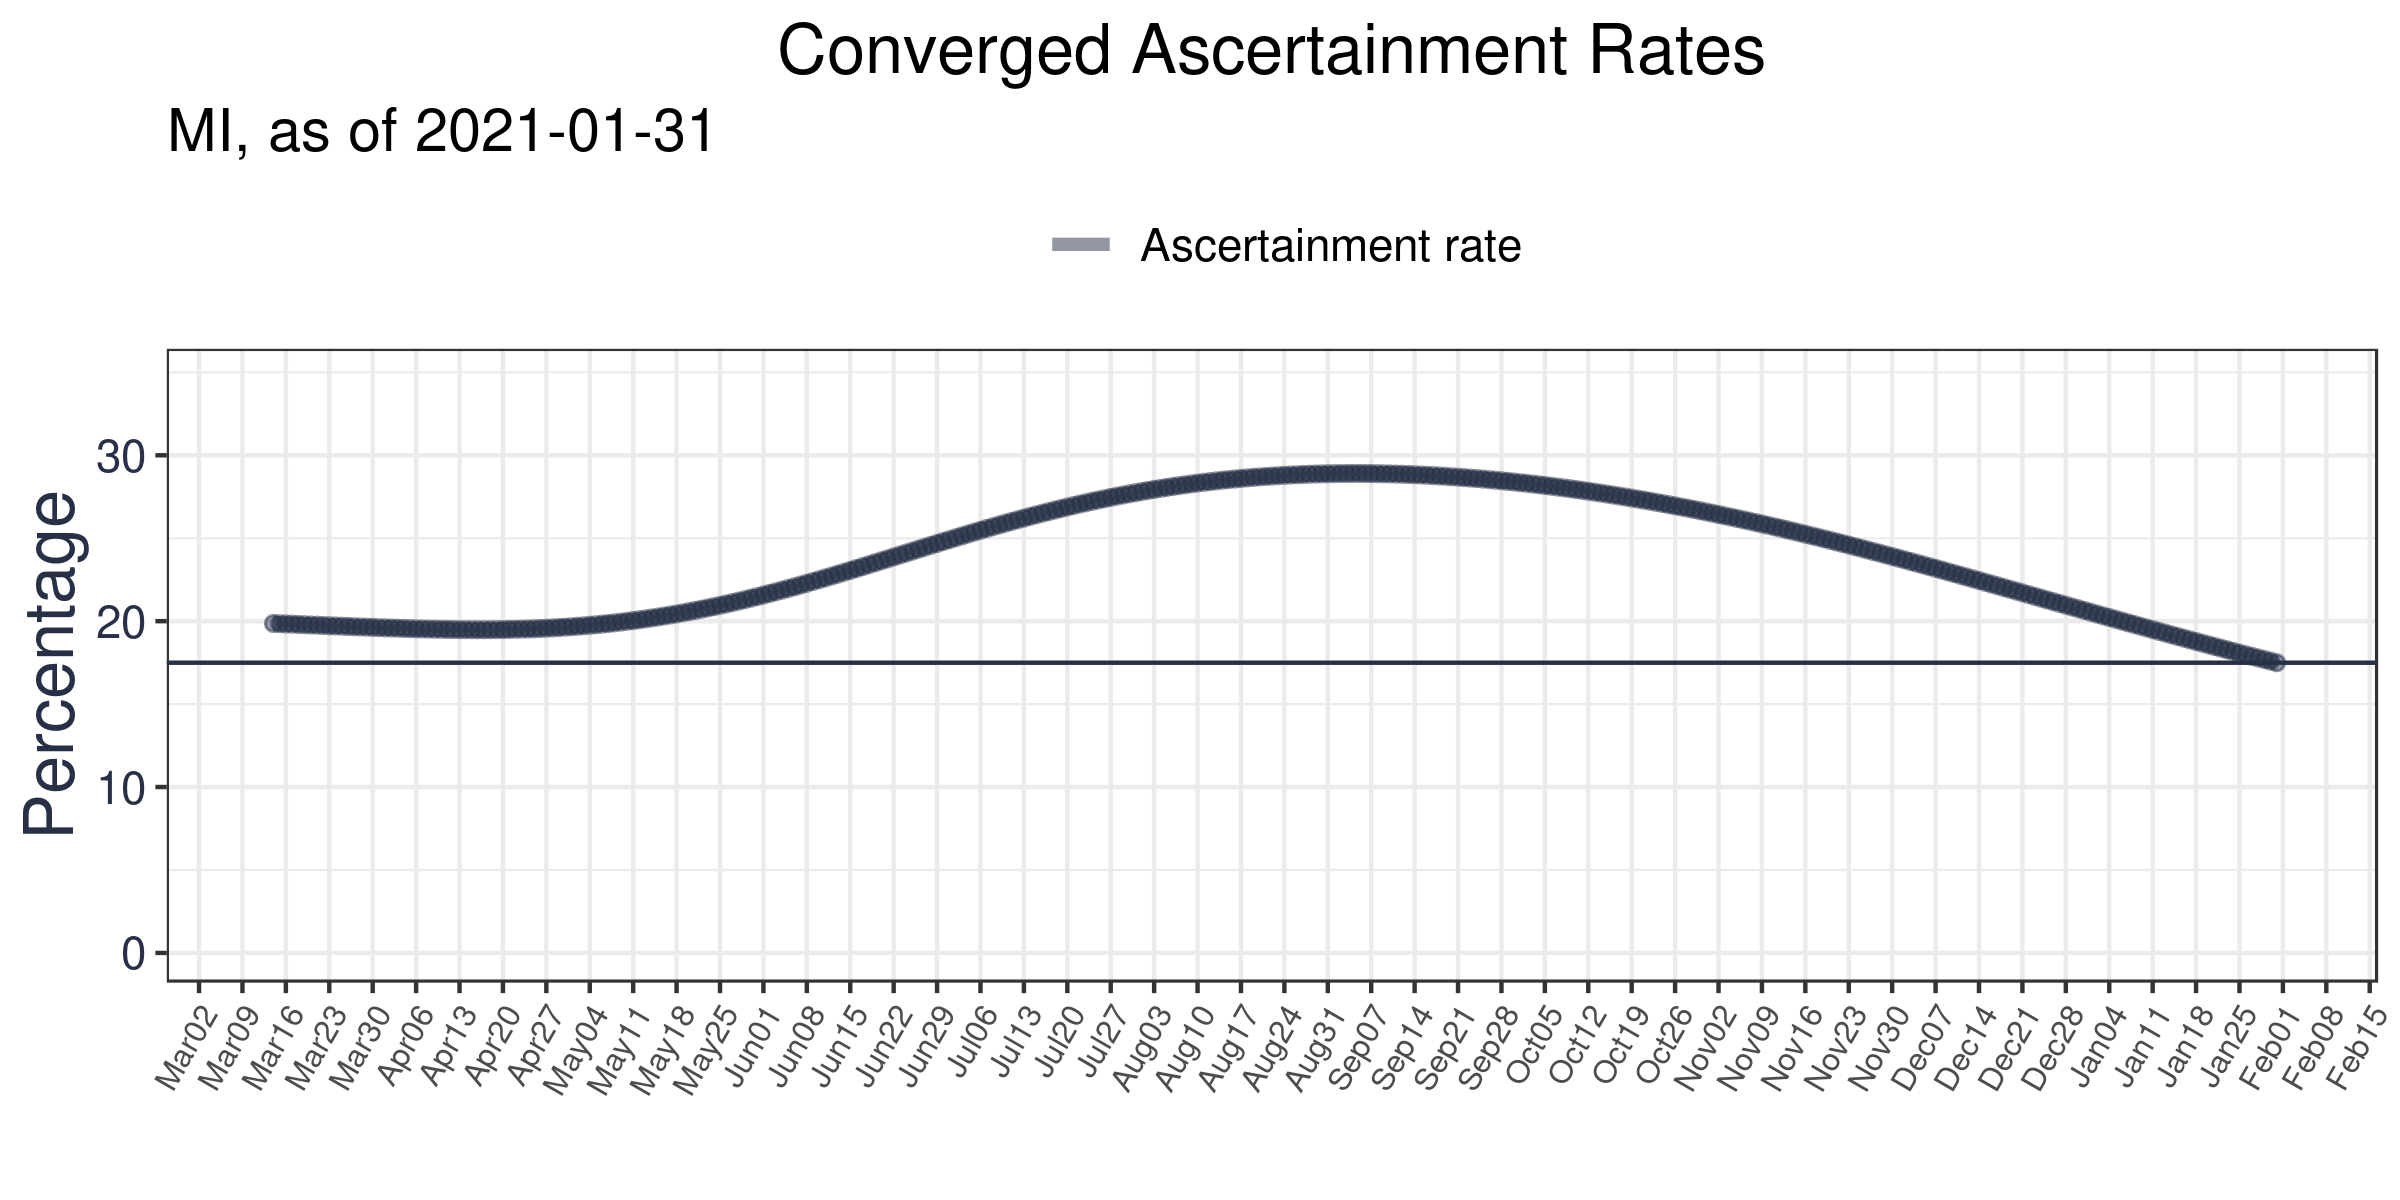 Converged Ascertainment Rates
MI, as of 2021-01-31
Ascertainment rate
Percentage
30
20
10
0
Mar02 Mar09 Mar16 Mar23 Mar30 Apr06 Apr13 Apr20 Apr27 May04 May11 May18 May25 Jun01 Jun08 Jun15 Jun22 Jun29 Jul06 Jul13 Jul20 Jul27 Aug03 Aug10 Aug17 Aug24 Aug31 Sep07 Sep14 Sep21 Sep28 Oct05 Oct12 Oct19 Oct26 Nov02 Nov09 Nov16 Nov23 Nov30 Dec07 Dec14 Dec21 Dec28 Jan04 Jan11 Jan18 Jan25 Feb01 Feb08 Feb15